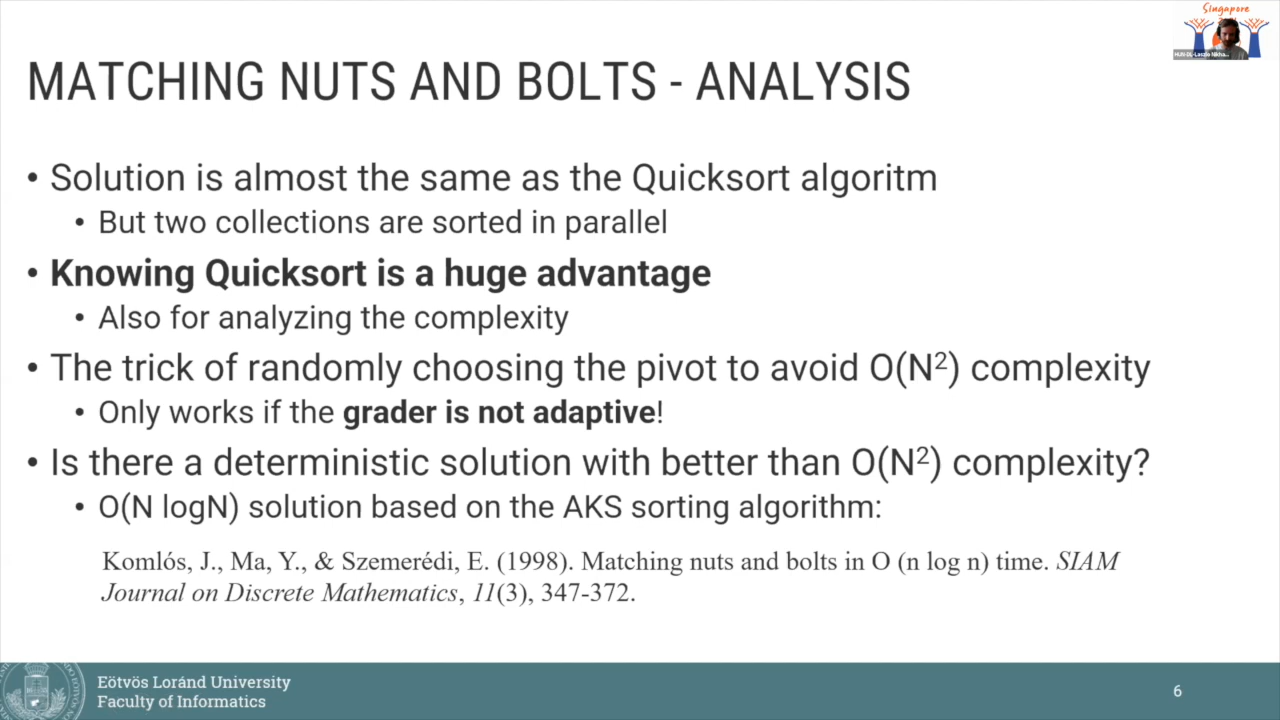 Singapore
MATCHING NUTS AND BOLTS - ANALYSIS
• Solution is almost the same as the Quicksort algoritm
• But two collections are sorted in parallel
• Knowing Quicksort is a huge advantage
• Also for analyzing the complexity
• The trick of randomly choosing the pivot to avoid O(N²) complexity
• Only works if the grader is not adaptive!
• Is there a deterministic solution with better than O(N²) complexity?
• O(N logN) solution based on the AKS sorting algorithm:
Komlós, J., Ma, Y., & Szemerédi, E. (1998). Matching nuts and bolts in O (n log n) time. SIAM
Journal on Discrete Mathematics, 11(3), 347-372.
Eötvös Loránd University
Faculty of Informatics
6